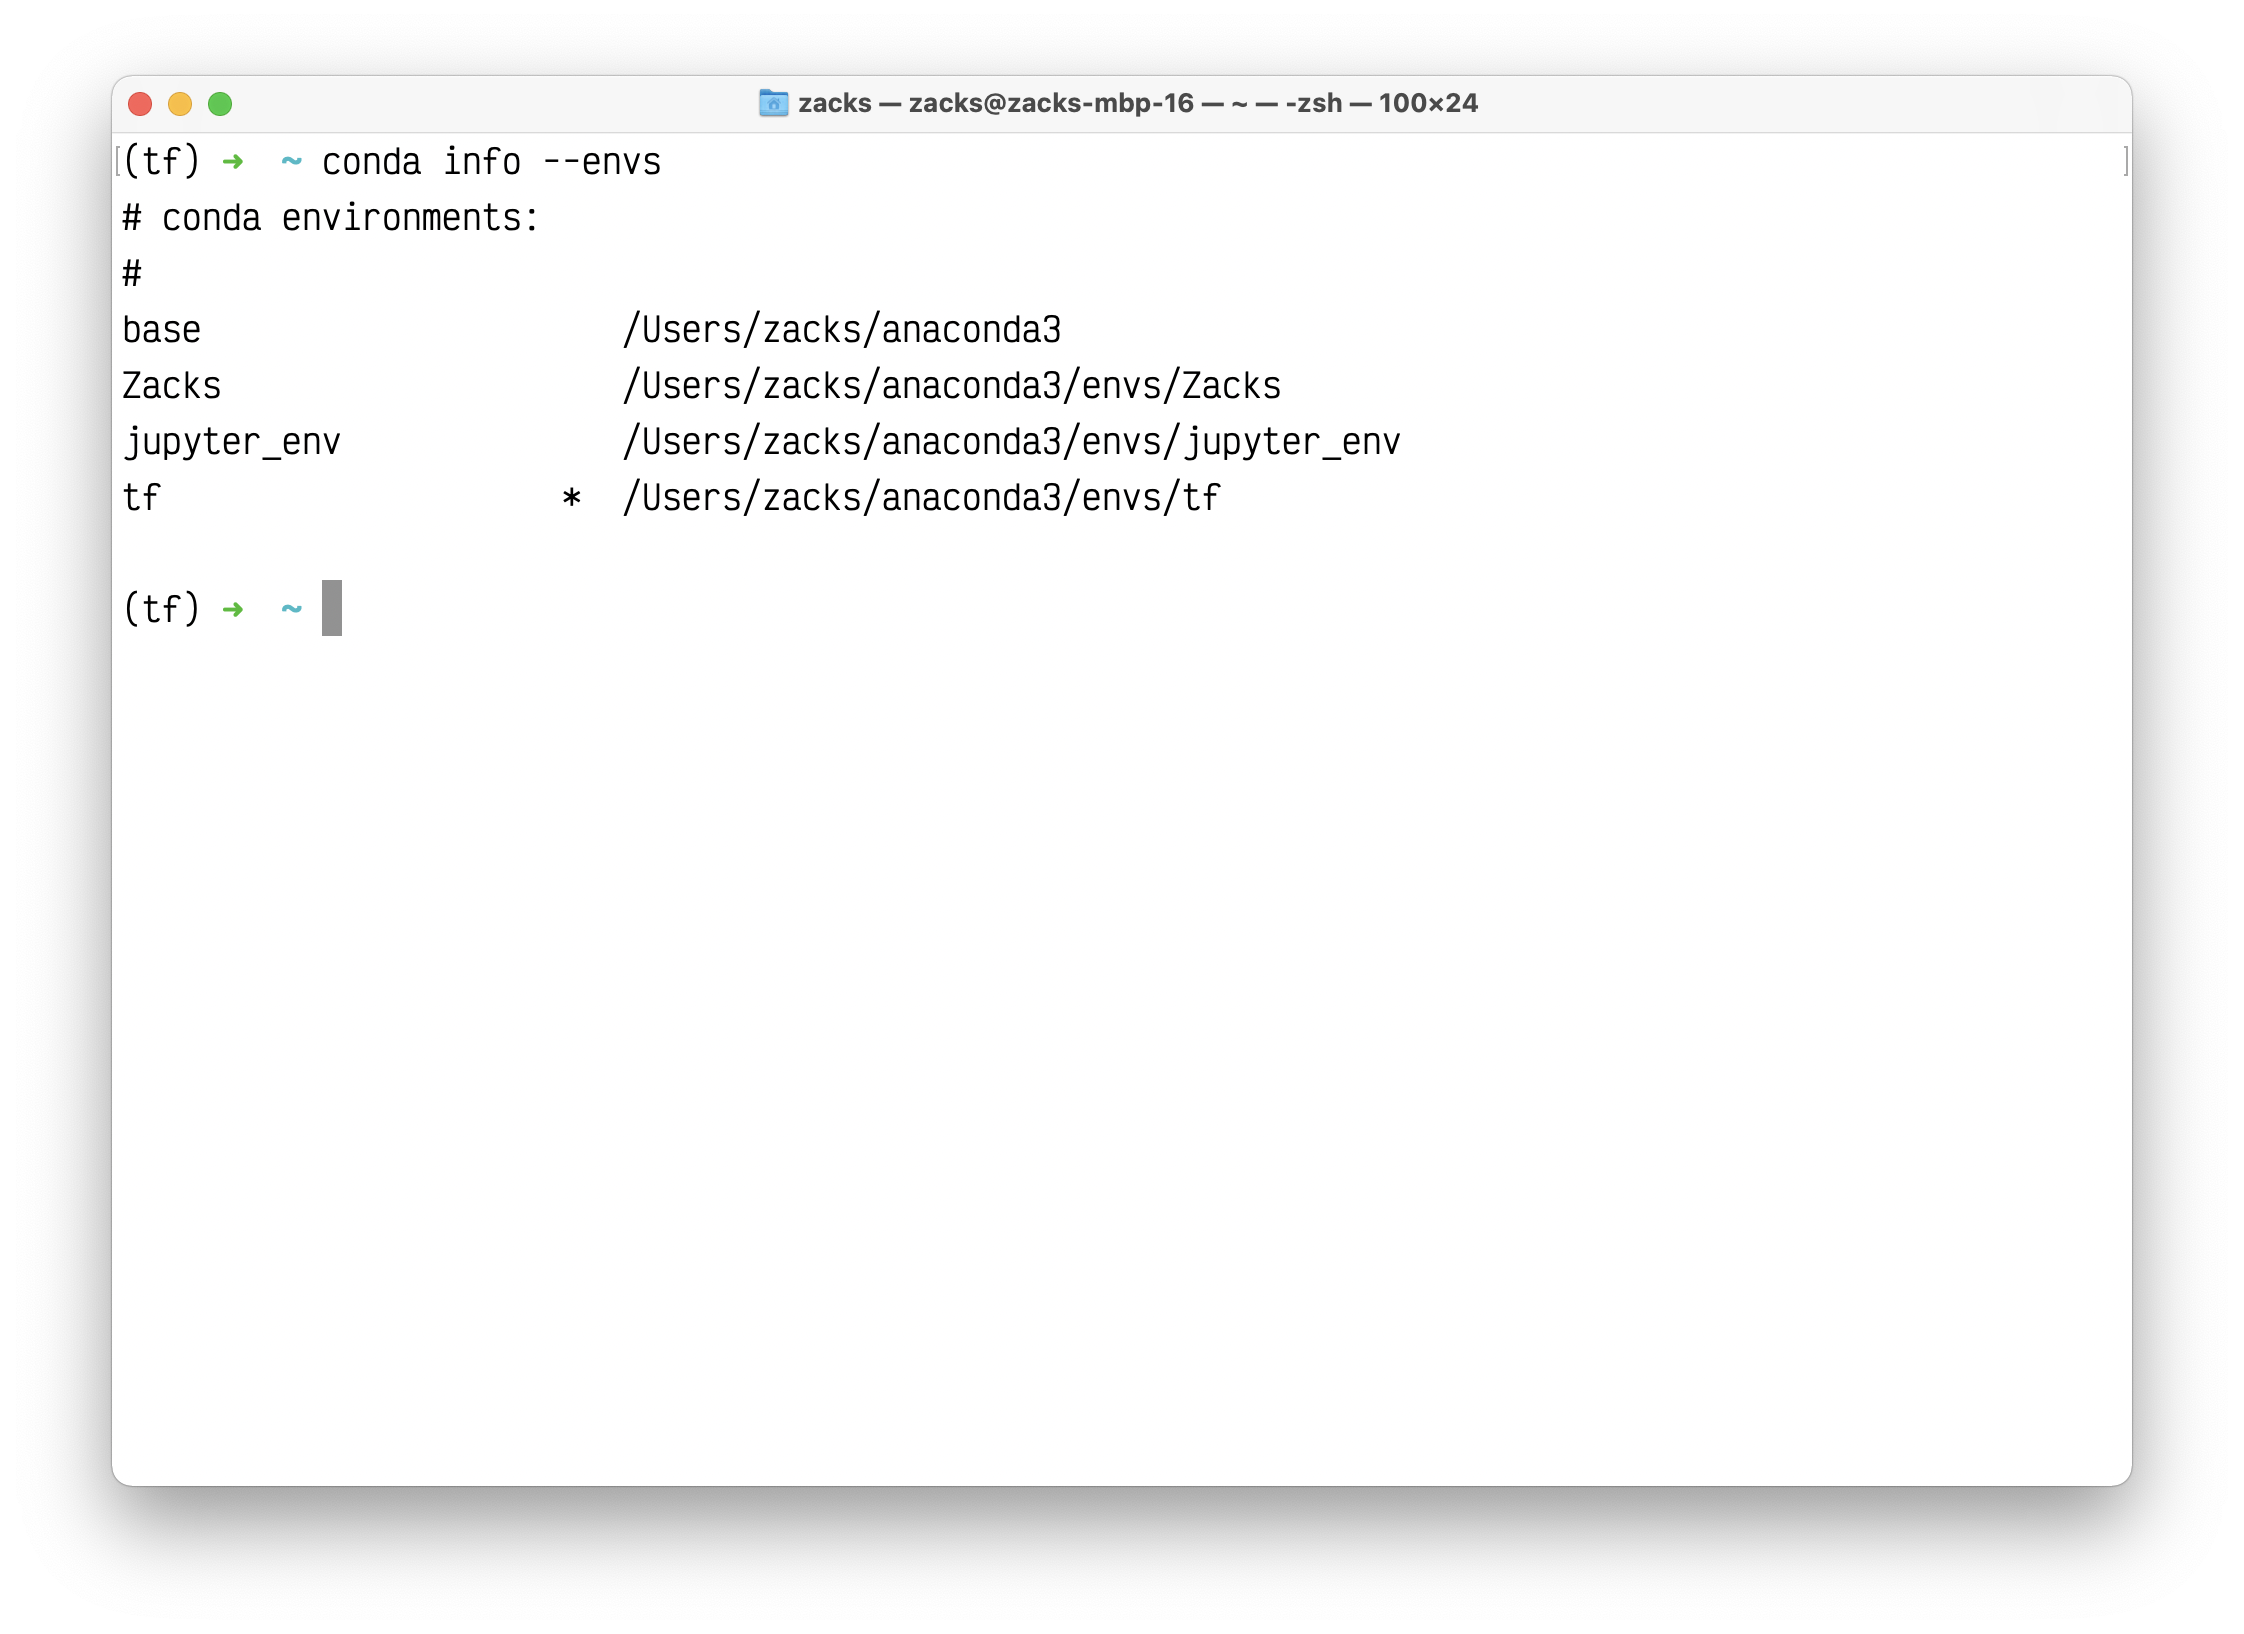 zacks — zacks@zacks-mbp-16 — ~ — -zsh — 100×24
(tf) ➜  ~ conda info --envs
# conda environments:
#
base                     /Users/zacks/anaconda3
Zacks                    /Users/zacks/anaconda3/envs/Zacks
jupyter_env              /Users/zacks/anaconda3/envs/jupyter_env
tf                    *  /Users/zacks/anaconda3/envs/tf
(tf) ➜  ~